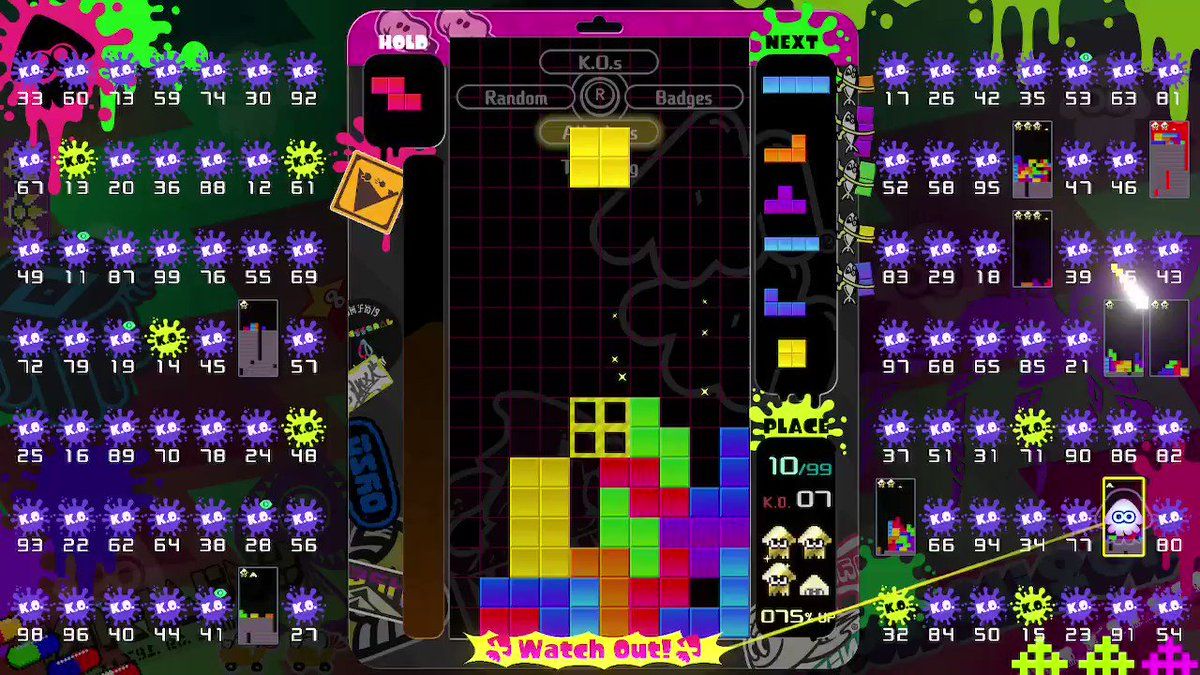 HOLD
NEXT
K.O.s
Random
R
Badges
PLACE
10/99
K.O. 07
075% UP
Watch Out!
K.O. K.O. K.O. K.O. K.O. K.O. K.O.
33 60 73 59 74 30 92
K.O. K.O. K.O. K.O. K.O. K.O. K.O.
67 13 20 36 88 12 61
K.O. K.O. K.O. K.O. K.O. K.O. K.O.
49 11 87 99 76 55 69
K.O. K.O. K.O. K.O. K.O. K.O.
72 79 19 14 45 57
K.O. K.O. K.O. K.O. K.O. K.O. K.O.
25 16 89 70 78 24 48
K.O. K.O. K.O. K.O. K.O. K.O. K.O.
93 22 62 64 38 28 56
K.O. K.O. K.O. K.O. K.O. K.O.
98 96 40 44 41 27
K.O. K.O. K.O. K.O. K.O. K.O. K.O.
17 26 42 35 53 63 81
K.O. K.O. K.O. K.O. K.O.
52 58 95 47 46
K.O. K.O. K.O. K.O. K.O. K.O.
83 29 18 39 43
K.O. K.O. K.O. K.O. K.O.
97 68 65 85 21
K.O. K.O. K.O. K.O. K.O. K.O. K.O.
37 51 31 71 90 86 82
K.O. K.O. K.O. K.O. K.O.
66 94 34 77 80
K.O. K.O. K.O. K.O. K.O. K.O. K.O.
32 84 50 15 23 91 54